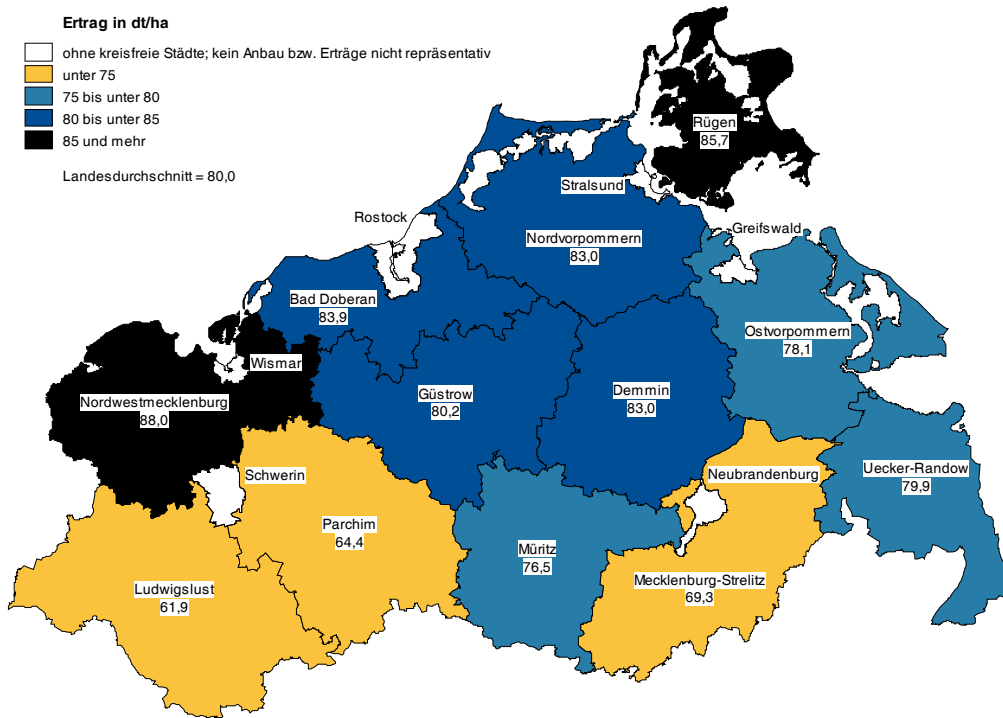 Ertrag in dt/ha
ohne kreisfreie Städte; kein Anbau bzw. Erträge nicht repräsentativ
unter 75
75 bis unter 80
80 bis unter 85
85 und mehr
Landesdurchschnitt = 80,0
Rügen
85,7
Stralsund
Rostock
Greifswald
Nordvorpommern
83,0
Bad Doberan
83,9
Ostvorpommern
78,1
Wismar
Nordwestmecklenburg
88,0
Güstrow
80,2
Demmin
83,0
Schwerin
Neubrandenburg
Uecker-Randow
79,9
Parchim
64,4
Müritz
76,5
Ludwigslust
61,9
Mecklenburg-Strelitz
69,3